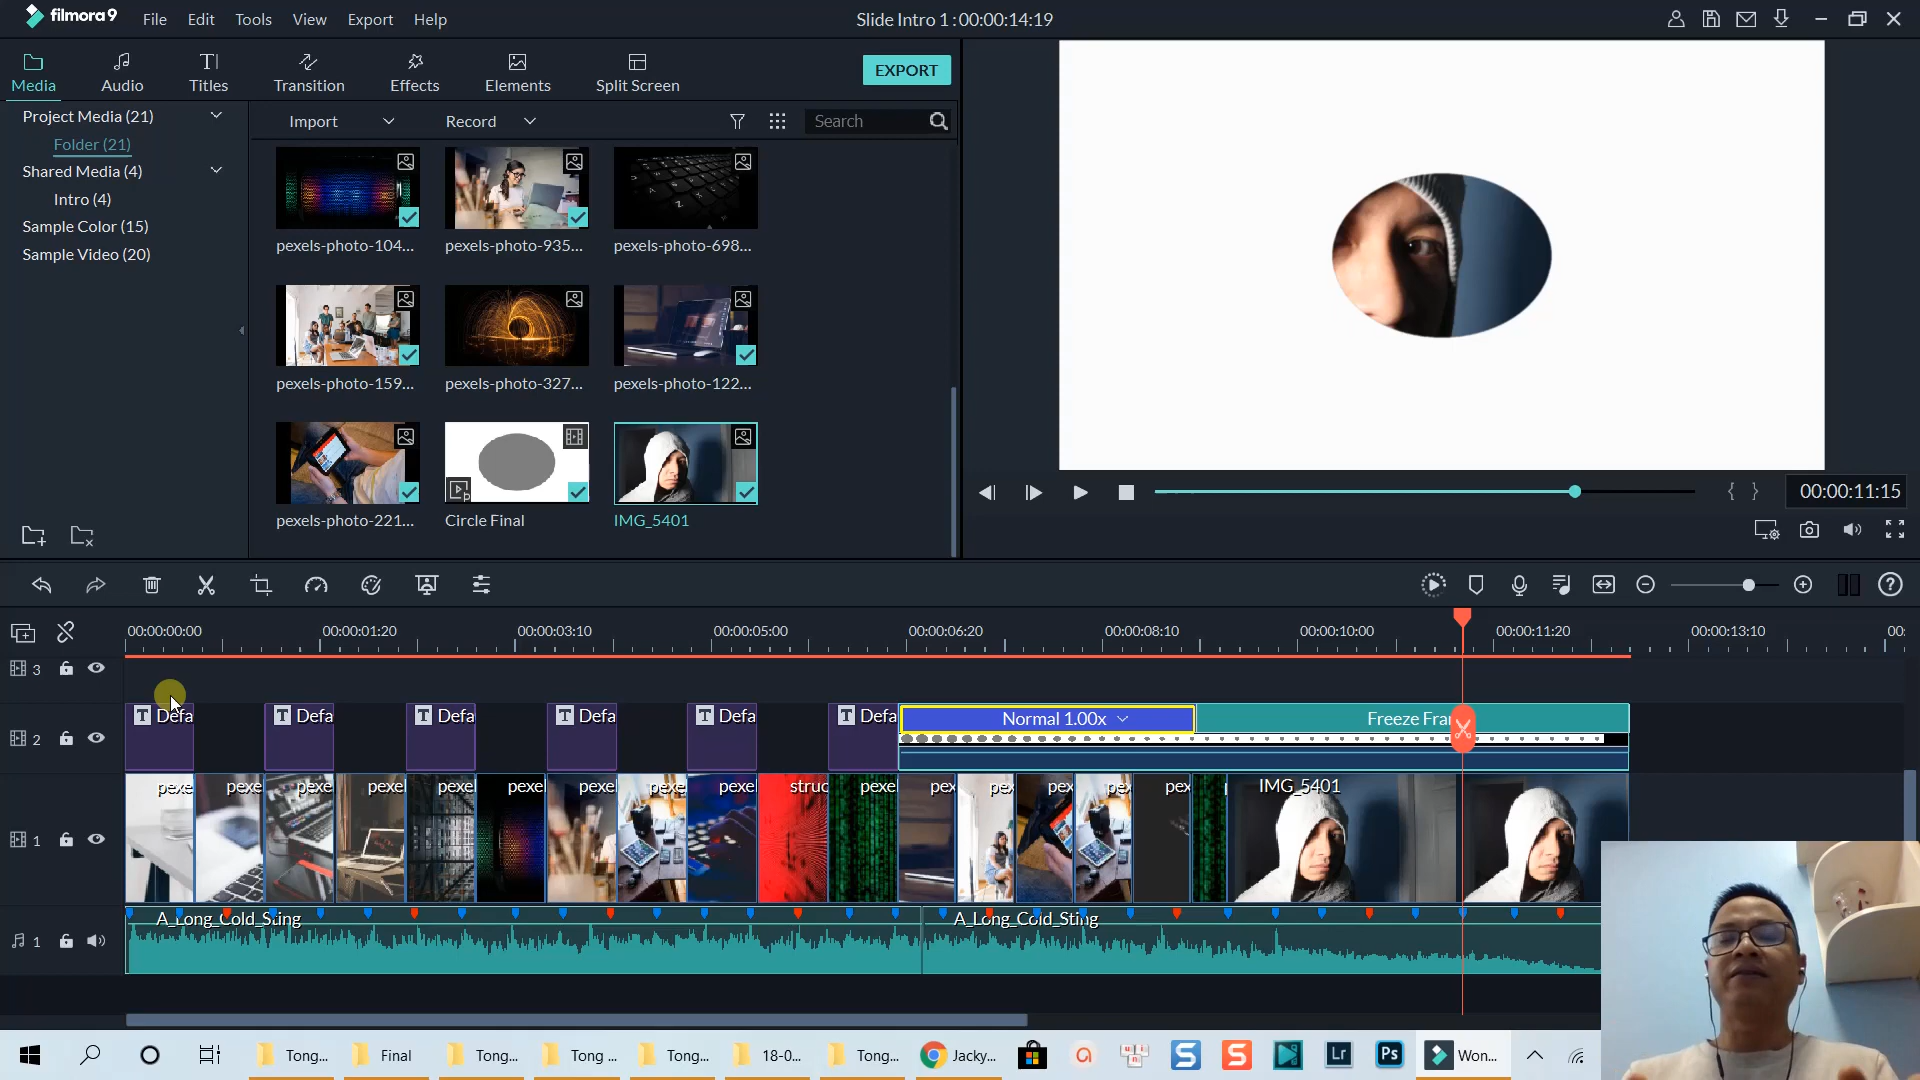 filmora9 File Edit Tools View Export Help Slide Intro 1 : 00:00:14:19
Media Audio Titles Transition Effects Elements Split Screen EXPORT
Project Media (21)
Folder (21)
Shared Media (4)
Intro (4)
Sample Color (15)
Sample Video (20)
Import Record Search
pexels-photo-104... pexels-photo-935... pexels-photo-698...
pexels-photo-159... pexels-photo-327... pexels-photo-122...
pexels-photo-221... Circle Final IMG_5401
00:00:11:15
00:00:00:00 00:00:01:20 00:00:03:10 00:00:05:00 00:00:06:20 00:00:08:10 00:00:10:00 00:00:11:20 00:00:13:10 00:
3
T Defa T Defa T Defa T Defa T Defa T Defa Normal 1.00x Freeze Fra
2
pexe pexe pexe pexel pexel pexel pexel pexe pexel struc pexel pex pe pex pex pex IMG_5401
1
A_Long_Cold_Sting A_Long_Cold_Sting
1
Tong... Final Tong... Tong ... Tong... 18-0... Tong... Jacky... S S Lr Ps Won...